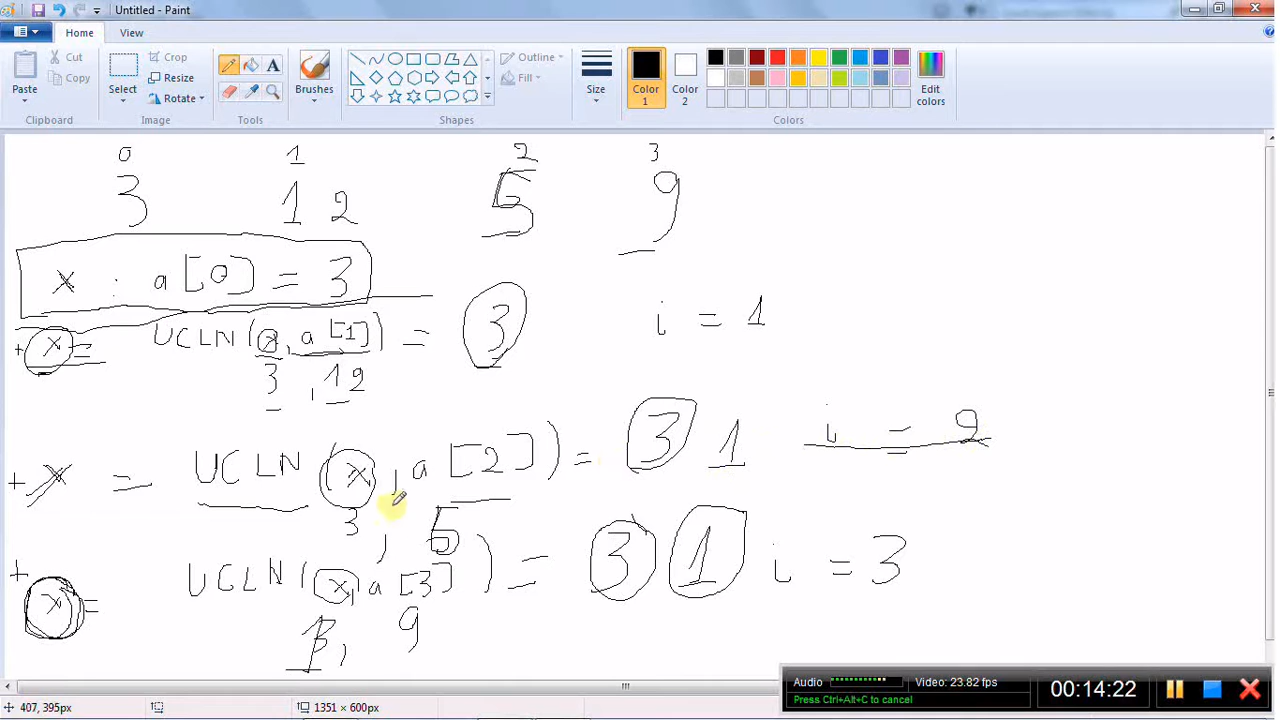 Untitled - Paint
Home View
Paste Cut Copy Select Crop Resize Rotate Brushes Outline Fill Size Color 1 Color 2 Edit colors
Clipboard Image Tools Shapes Colors
0 1 2 3
3 12 5 9
x : a[0] = 3
i = 1
+ x = UCLN(x, a[1]) = 3
3, 12
+ x = UCLN(x, a[2]) = 3 1 i = 2
3, 5
+ x = UCLN(x, a[3]) = 3 1 i = 3
9
Audio Video: 23.82 fps 00:14:22
Press Ctrl+Alt+C to cancel
407, 395px